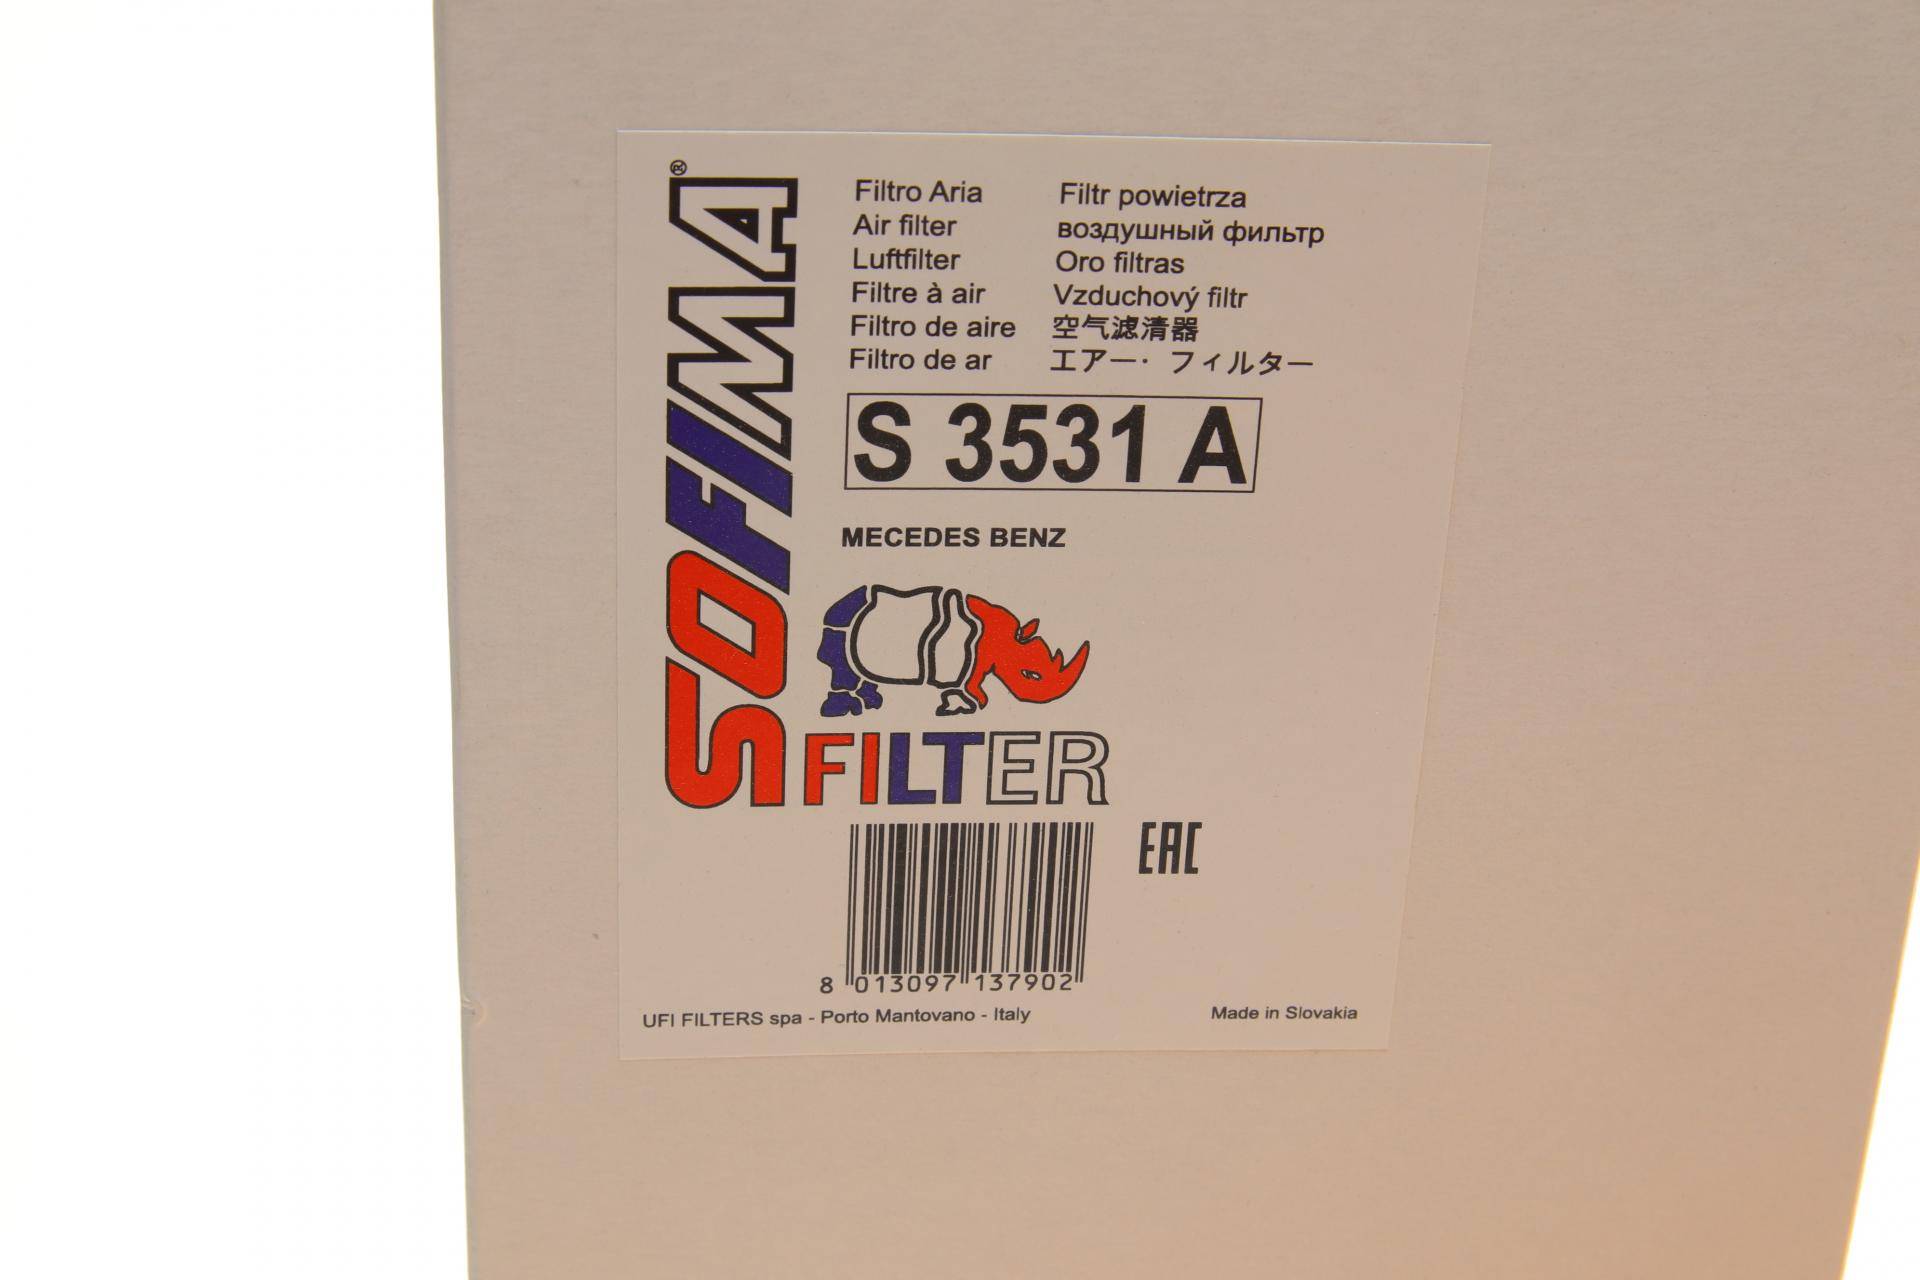 SOFIMA®
Filtro Aria
Air filter
Luftfilter
Filtre à air
Filtro de aire
Filtro de ar
Filtr powietrza
воздушный фильтр
Oro filtras
Vzduchový filtr
空气滤清器
エアー・フィルター
S 3531 A
MECEDES BENZ
FILTER
EAC
8 013097 137902
UFI FILTERS spa - Porto Mantovano - Italy
Made in Slovakia